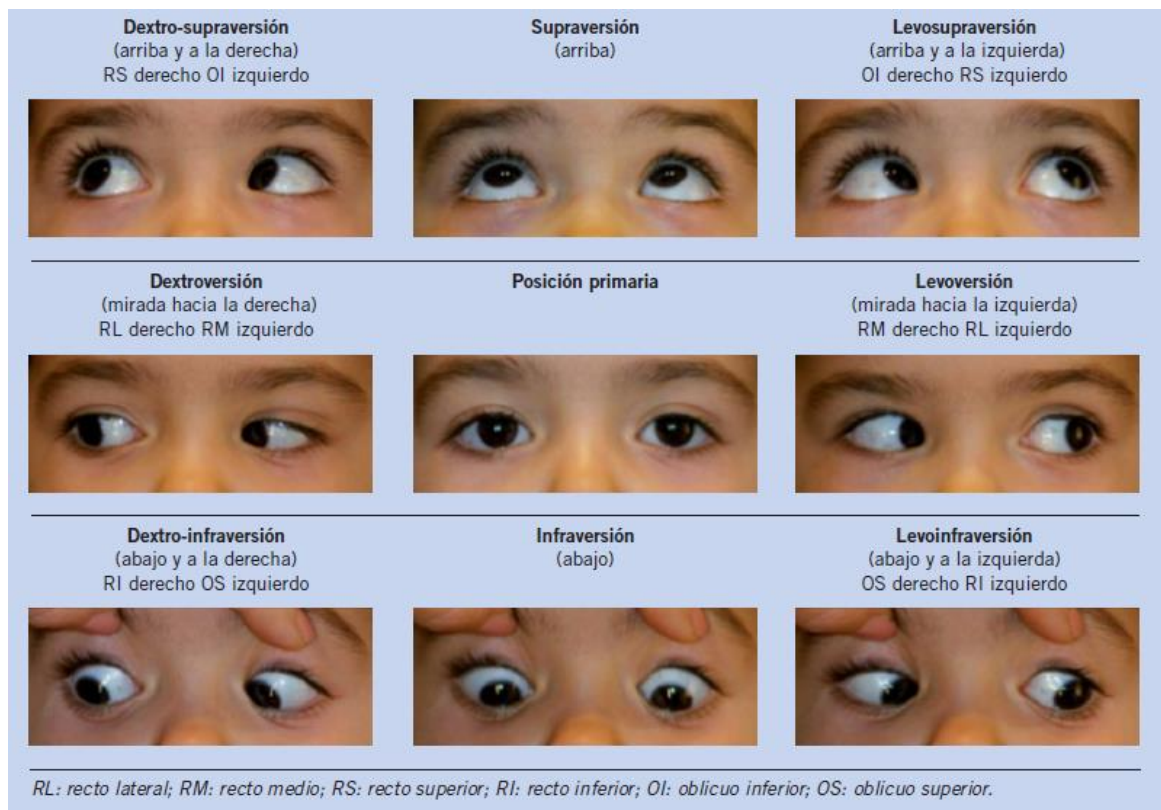 Dextro-supraversión
(arriba y a la derecha)
RS derecho OI izquierdo
Supraversión
(arriba)
Levosupraversión
(arriba y a la izquierda)
OI derecho RS izquierdo
Dextroversión
(mirada hacia la derecha)
RL derecho RM izquierdo
Posición primaria
Levoversión
(mirada hacia la izquierda)
RM derecho RL izquierdo
Dextro-infraversión
(abajo y a la derecha)
RI derecho OS izquierdo
Infraversión
(abajo)
Levoinfraversión
(abajo y a la izquierda)
OS derecho RI izquierdo
RL: recto lateral; RM: recto medio; RS: recto superior; RI: recto inferior; OI: oblicuo inferior; OS: oblicuo superior.